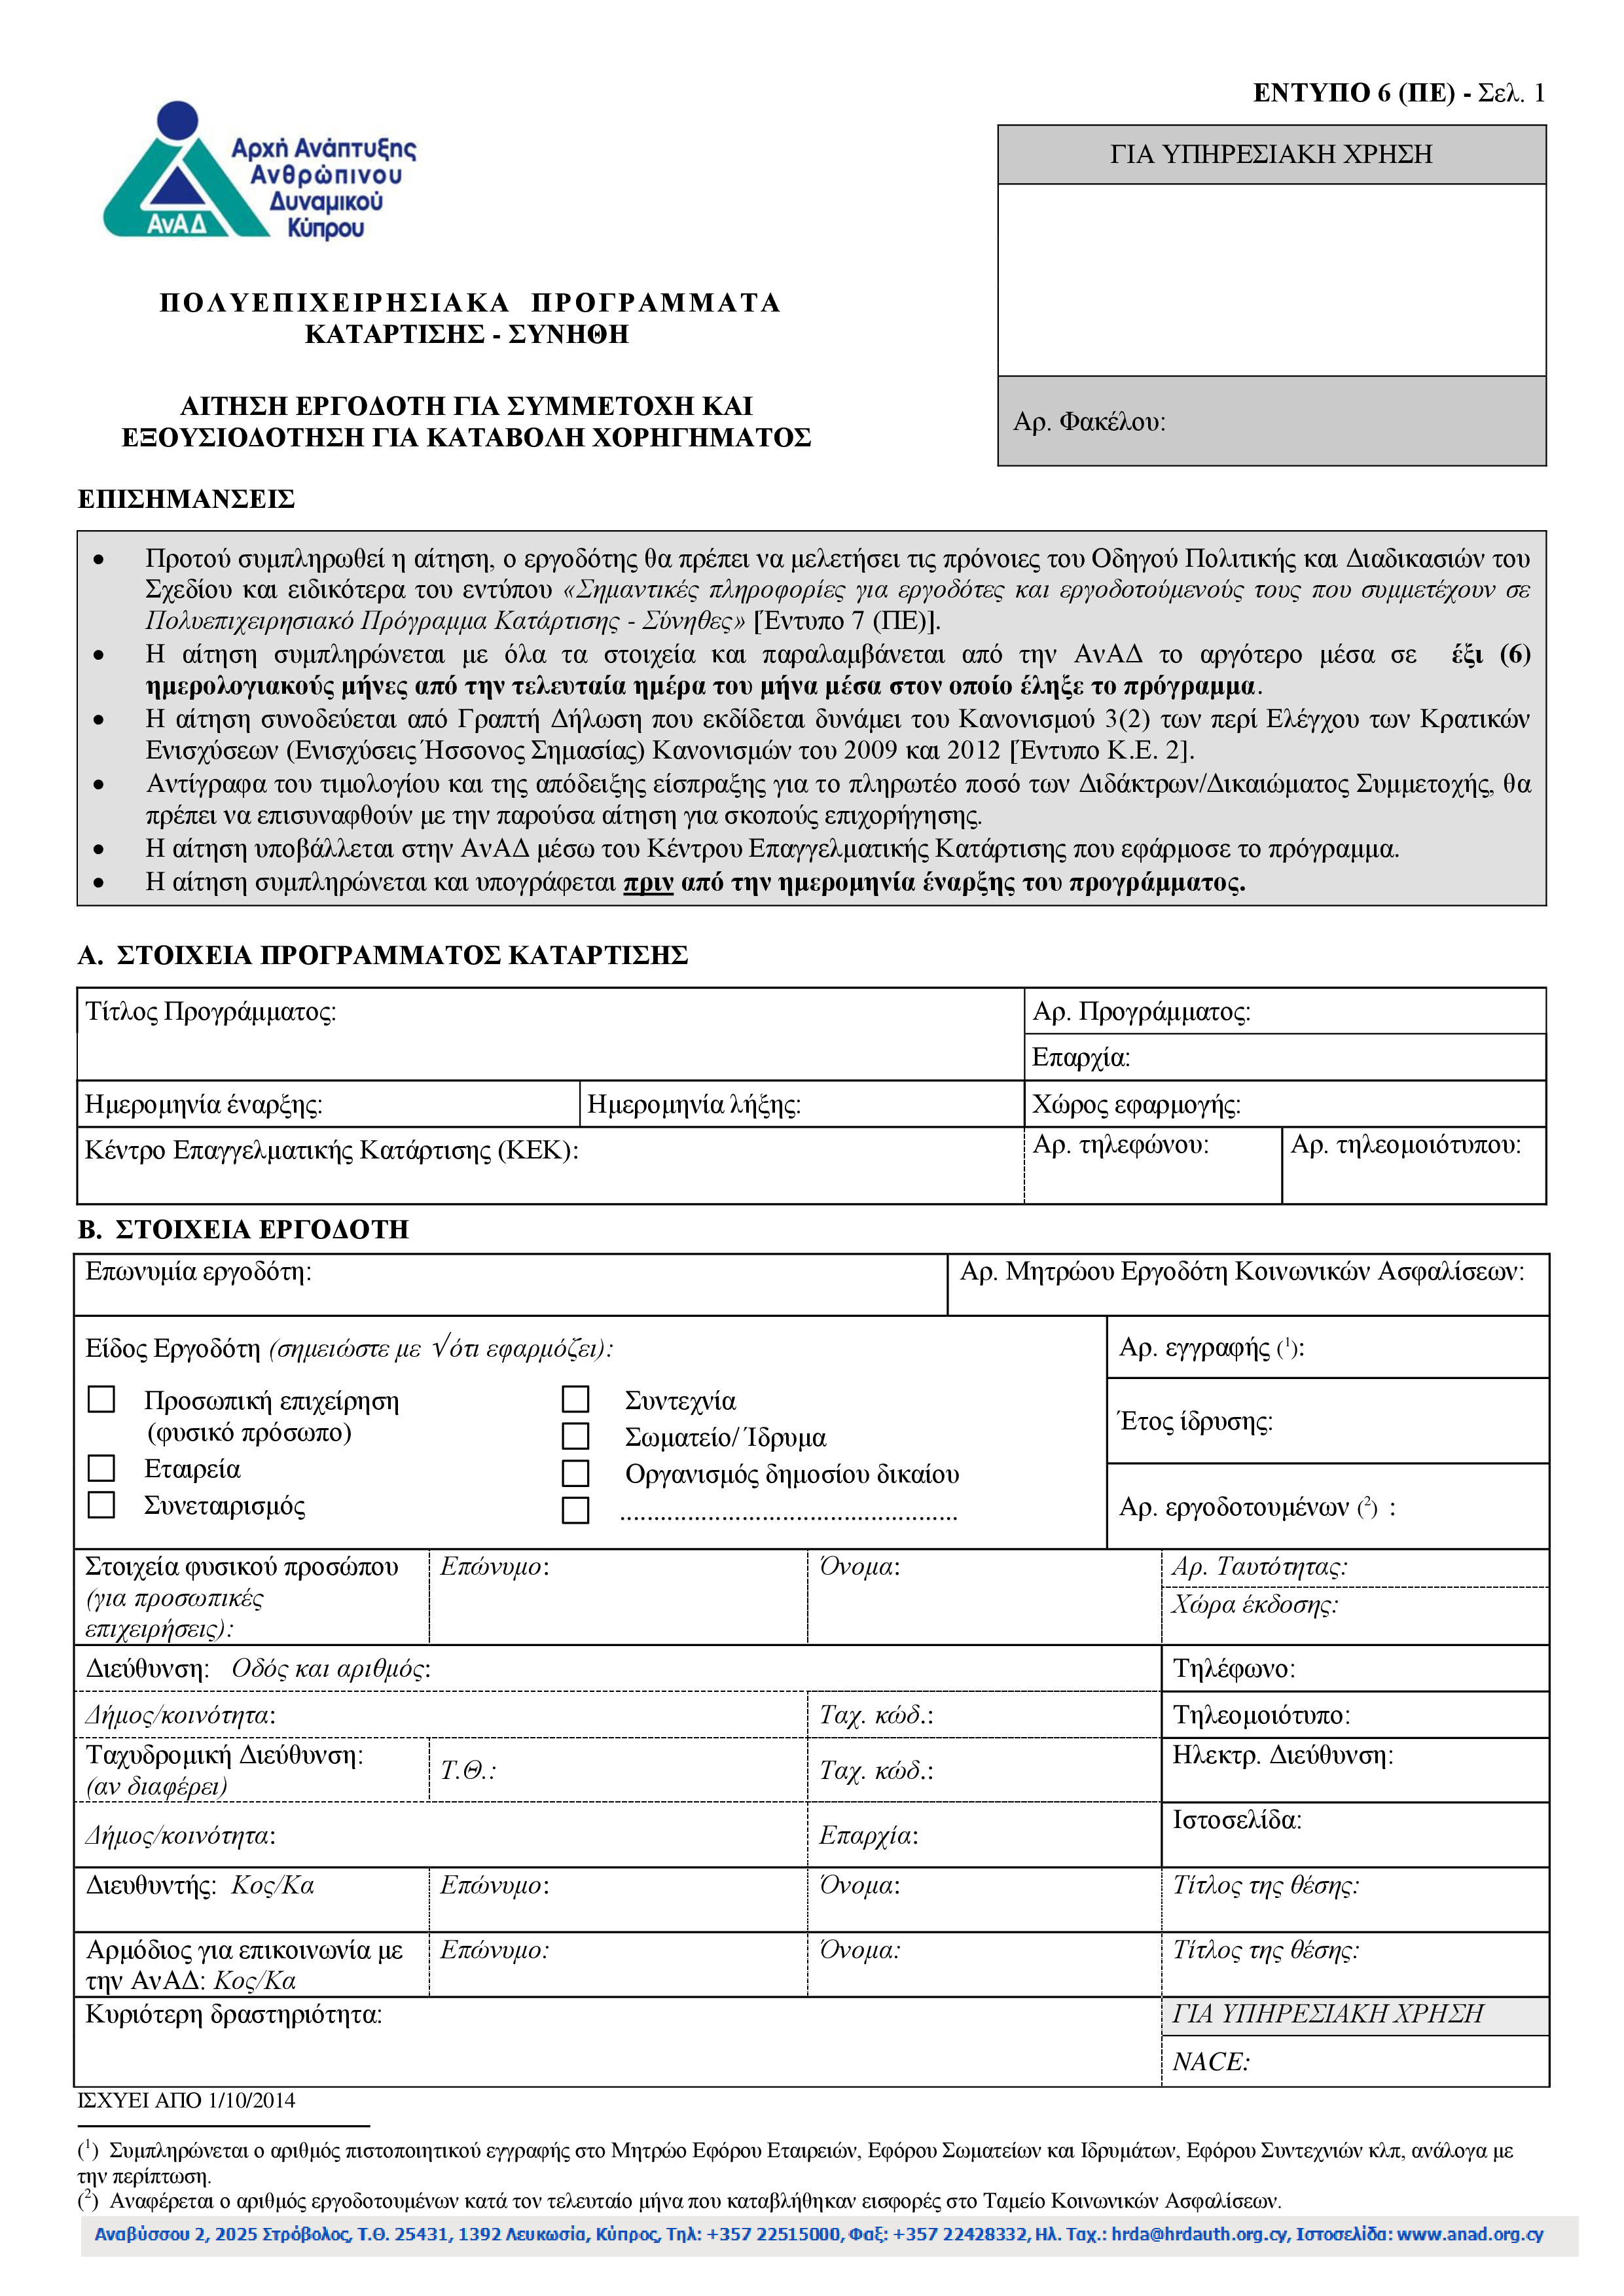 ΕΝΤΥΠΟ 6 (ΠΕ) - Σελ. 1
Αρχή Ανάπτυξης
Ανθρώπινου
Δυναμικού
Κύπρου
ΑνΑΔ
ΓΙΑ ΥΠΗΡΕΣΙΑΚΗ ΧΡΗΣΗ
ΠΟΛΥΕΠΙΧΕΙΡΗΣΙΑΚΑ ΠΡΟΓΡΑΜΜΑΤΑ
ΚΑΤΑΡΤΙΣΗΣ - ΣΥΝΗΘΗ
ΑΙΤΗΣΗ ΕΡΓΟΔΟΤΗ ΓΙΑ ΣΥΜΜΕΤΟΧΗ ΚΑΙ
ΕΞΟΥΣΙΟΔΟΤΗΣΗ ΓΙΑ ΚΑΤΑΒΟΛΗ ΧΟΡΗΓΗΜΑΤΟΣ
Αρ. Φακέλου:
ΕΠΙΣΗΜΑΝΣΕΙΣ
• Προτού συμπληρωθεί η αίτηση, ο εργοδότης θα πρέπει να μελετήσει τις πρόνοιες του Οδηγού Πολιτικής και Διαδικασιών του
Σχεδίου και ειδικότερα του εντύπου «Σημαντικές πληροφορίες για εργοδότες και εργοδοτούμενούς τους που συμμετέχουν σε
Πολυεπιχειρησιακό Πρόγραμμα Κατάρτισης - Σύνηθες» [Έντυπο 7 (ΠΕ)].
• Η αίτηση συμπληρώνεται με όλα τα στοιχεία και παραλαμβάνεται από την ΑνΑΔ το αργότερο μέσα σε έξι (6)
ημερολογιακούς μήνες από την τελευταία ημέρα του μήνα μέσα στον οποίο έληξε το πρόγραμμα.
• Η αίτηση συνοδεύεται από Γραπτή Δήλωση που εκδίδεται δυνάμει του Κανονισμού 3(2) των περί Ελέγχου των Κρατικών
Ενισχύσεων (Ενισχύσεις Ήσσονος Σημασίας) Κανονισμών του 2009 και 2012 [Έντυπο Κ.Ε. 2].
• Αντίγραφα του τιμολογίου και της απόδειξης είσπραξης για το πληρωτέο ποσό των Διδάκτρων/Δικαιώματος Συμμετοχής, θα
πρέπει να επισυναφθούν με την παρούσα αίτηση για σκοπούς επιχορήγησης.
• Η αίτηση υποβάλλεται στην ΑνΑΔ μέσω του Κέντρου Επαγγελματικής Κατάρτισης που εφάρμοσε το πρόγραμμα.
• Η αίτηση συμπληρώνεται και υπογράφεται πριν από την ημερομηνία έναρξης του προγράμματος.
Α. ΣΤΟΙΧΕΙΑ ΠΡΟΓΡΑΜΜΑΤΟΣ ΚΑΤΑΡΤΙΣΗΣ
Τίτλος Προγράμματος:
Αρ. Προγράμματος:
Επαρχία:
Ημερομηνία έναρξης:
Ημερομηνία λήξης:
Χώρος εφαρμογής:
Κέντρο Επαγγελματικής Κατάρτισης (ΚΕΚ):
Αρ. τηλεφώνου:
Αρ. τηλεομοιότυπου:
Β. ΣΤΟΙΧΕΙΑ ΕΡΓΟΔΟΤΗ
Επωνυμία εργοδότη:
Αρ. Μητρώου Εργοδότη Κοινωνικών Ασφαλίσεων:
Είδος Εργοδότη (σημειώστε με √ότι εφαρμόζει):
Αρ. εγγραφής (1):
Προσωπική επιχείρηση
(φυσικό πρόσωπο)
Εταιρεία
Συνεταιρισμός
Συντεχνία
Σωματείο/Ίδρυμα
Οργανισμός δημοσίου δικαίου
..................................................
Έτος ίδρυσης:
Αρ. εργοδοτουμένων (2) :
Στοιχεία φυσικού προσώπου
(για προσωπικές
επιχειρήσεις):
Επώνυμο:
Όνομα:
Αρ. Ταυτότητας:
Χώρα έκδοσης:
Διεύθυνση: Οδός και αριθμός:
Τηλέφωνο:
Δήμος/κοινότητα:
Ταχ. κώδ.:
Τηλεομοιότυπο:
Ταχυδρομική Διεύθυνση:
(αν διαφέρει)
Τ.Θ.:
Ταχ. κώδ.:
Ηλεκτρ. Διεύθυνση:
Δήμος/κοινότητα:
Επαρχία:
Ιστοσελίδα:
Διευθυντής: Κος/Κα
Επώνυμο:
Όνομα:
Τίτλος της θέσης:
Αρμόδιος για επικοινωνία με
την ΑνΑΔ: Κος/Κα
Επώνυμο:
Όνομα:
Τίτλος της θέσης:
Κυριότερη δραστηριότητα:
ΓΙΑ ΥΠΗΡΕΣΙΑΚΗ ΧΡΗΣΗ
NACE:
ΙΣΧΥΕΙ ΑΠΟ 1/10/2014
(1) Συμπληρώνεται ο αριθμός πιστοποιητικού εγγραφής στο Μητρώο Εφόρου Εταιρειών, Εφόρου Σωματείων και Ιδρυμάτων, Εφόρου Συντεχνιών κλπ, ανάλογα με
την περίπτωση.
(2) Αναφέρεται ο αριθμός εργοδοτουμένων κατά τον τελευταίο μήνα που καταβλήθηκαν εισφορές στο Ταμείο Κοινωνικών Ασφαλίσεων.
Αναβύσσου 2, 2025 Στρόβολος, Τ.Θ. 25431, 1392 Λευκωσία, Κύπρος, Τηλ: +357 22515000, Φαξ: +357 22428332, Ηλ. Ταχ.: hrda@hrdauth.org.cy, Ιστοσελίδα: www.anad.org.cy